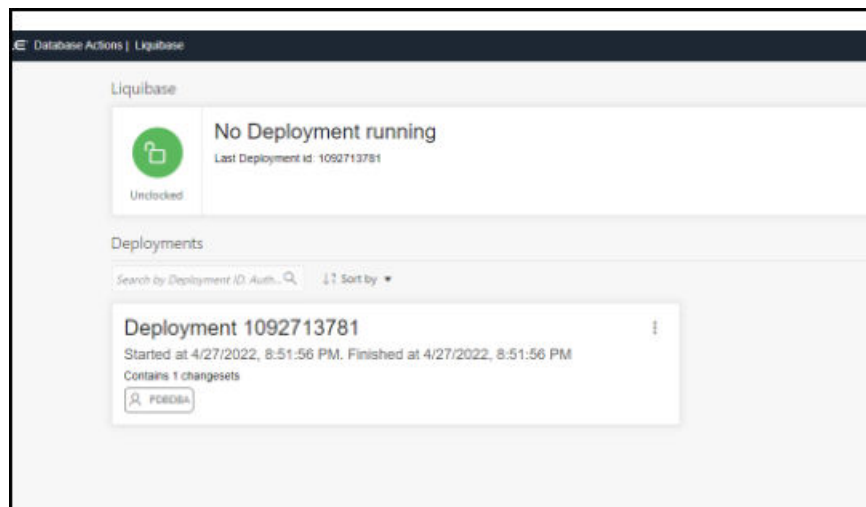 E Database Actions | Liquibase
Liquibase
No Deployment running
Last Deployment id: 1092713781
Unclocked
Deployments
Search by Deployment ID, Auth...
Sort by
Deployment 1092713781
Started at 4/27/2022, 8:51:56 PM. Finished at 4/27/2022, 8:51:56 PM
Contains 1 changesets
PDBDBA